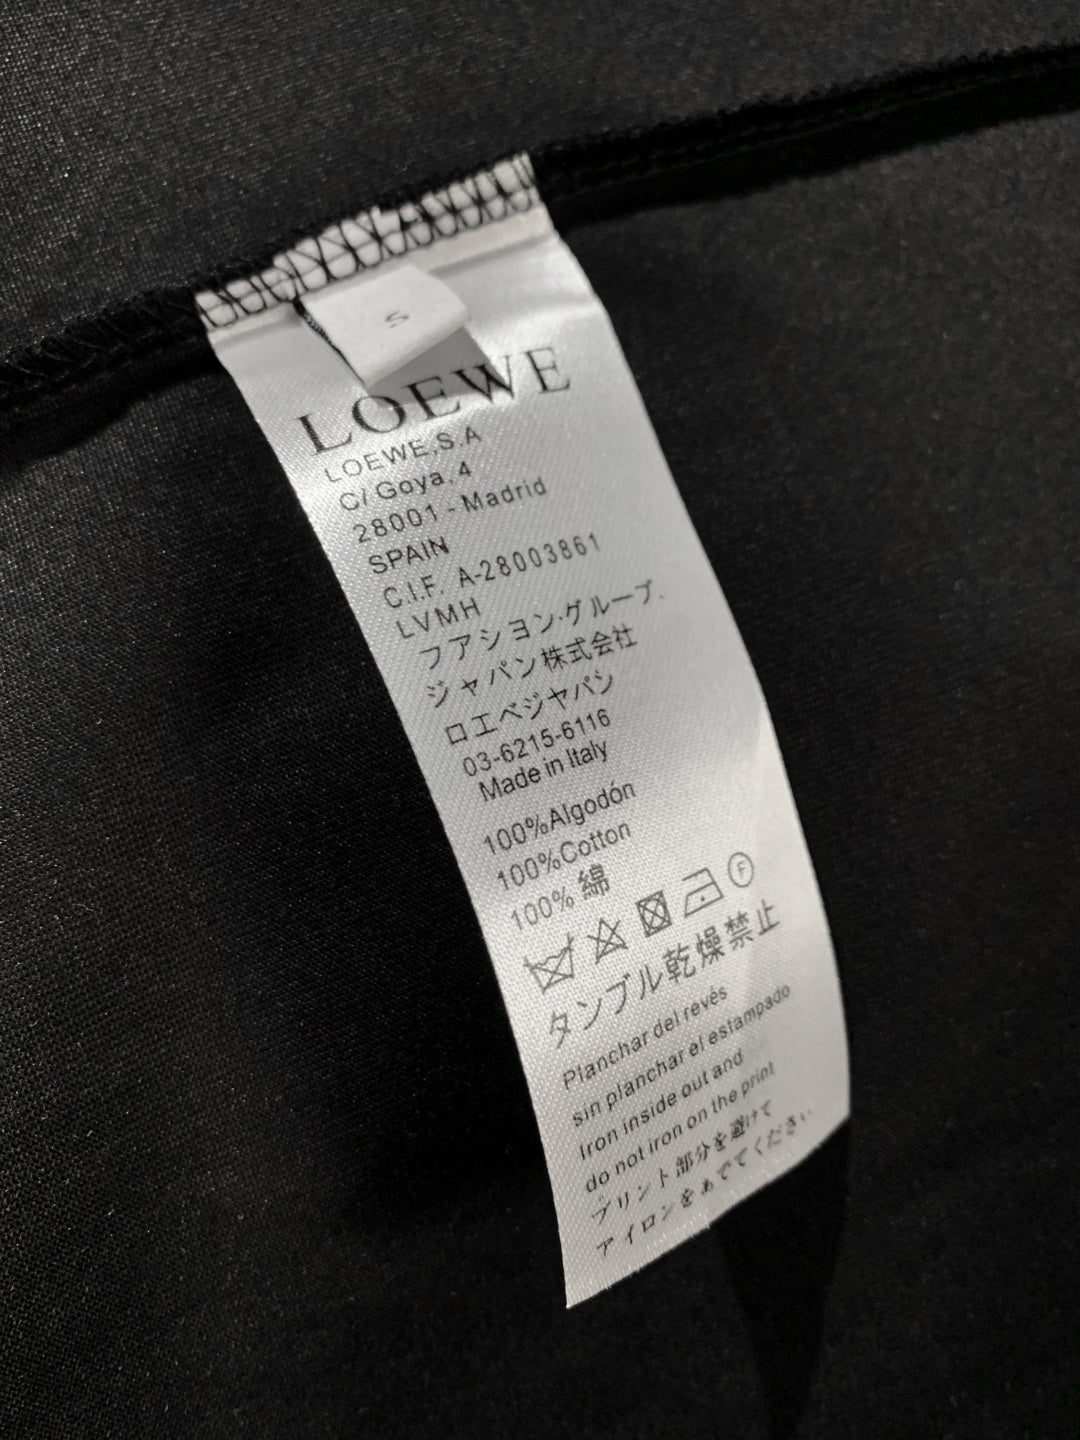 S
LOEWE
LOEWE,S.A
C/ Goya,4
28001 - Madrid
SPAIN
C.I.F. A-28003861
LVMH
フアシヨン·グループ.
ジャパン株式会社
ロエベジヤパン
03-6215-6116
Made in Italy
100%Algodón
100%Cotton
100% 綿
F
タンブル乾燥禁止
Planchar del revés
sin planchar el estampado
Iron inside out and
do not iron on the print
プリント部分を避けて
アイロンをあでてください